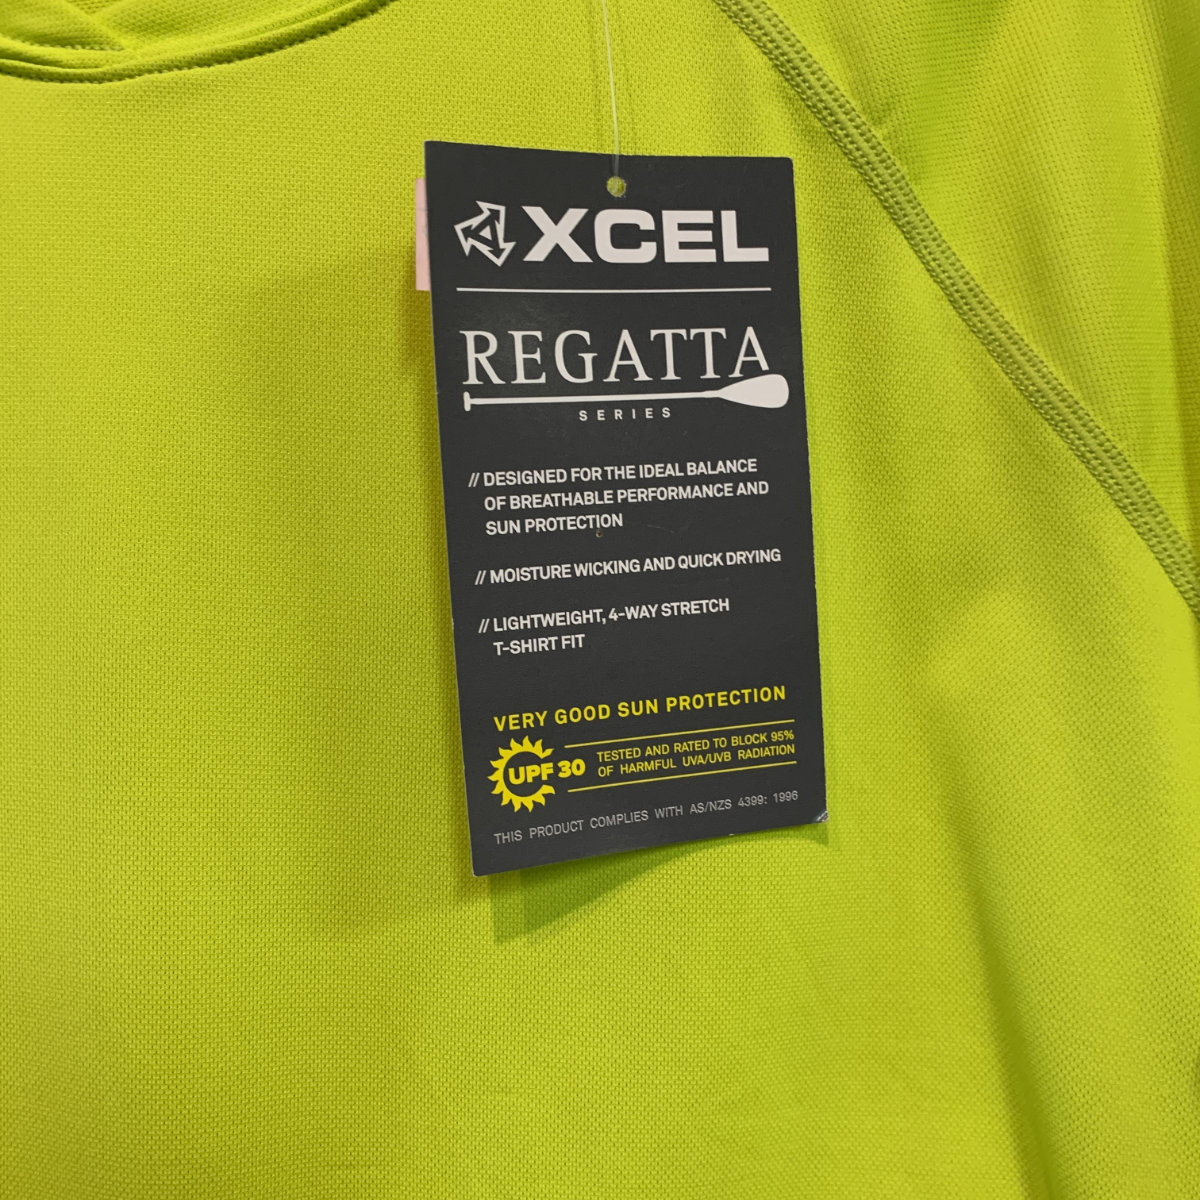 XCEL
REGATTA
SERIES
// DESIGNED FOR THE IDEAL BALANCE
OF BREATHABLE PERFORMANCE AND
SUN PROTECTION
// MOISTURE WICKING AND QUICK DRYING
// LIGHTWEIGHT, 4-WAY STRETCH
T-SHIRT FIT
VERY GOOD SUN PROTECTION
UPF 30
TESTED AND RATED TO BLOCK 95%
OF HARMFUL UVA/UVB RADIATION
THIS PRODUCT COMPLIES WITH AS/NZS 4399: 1996